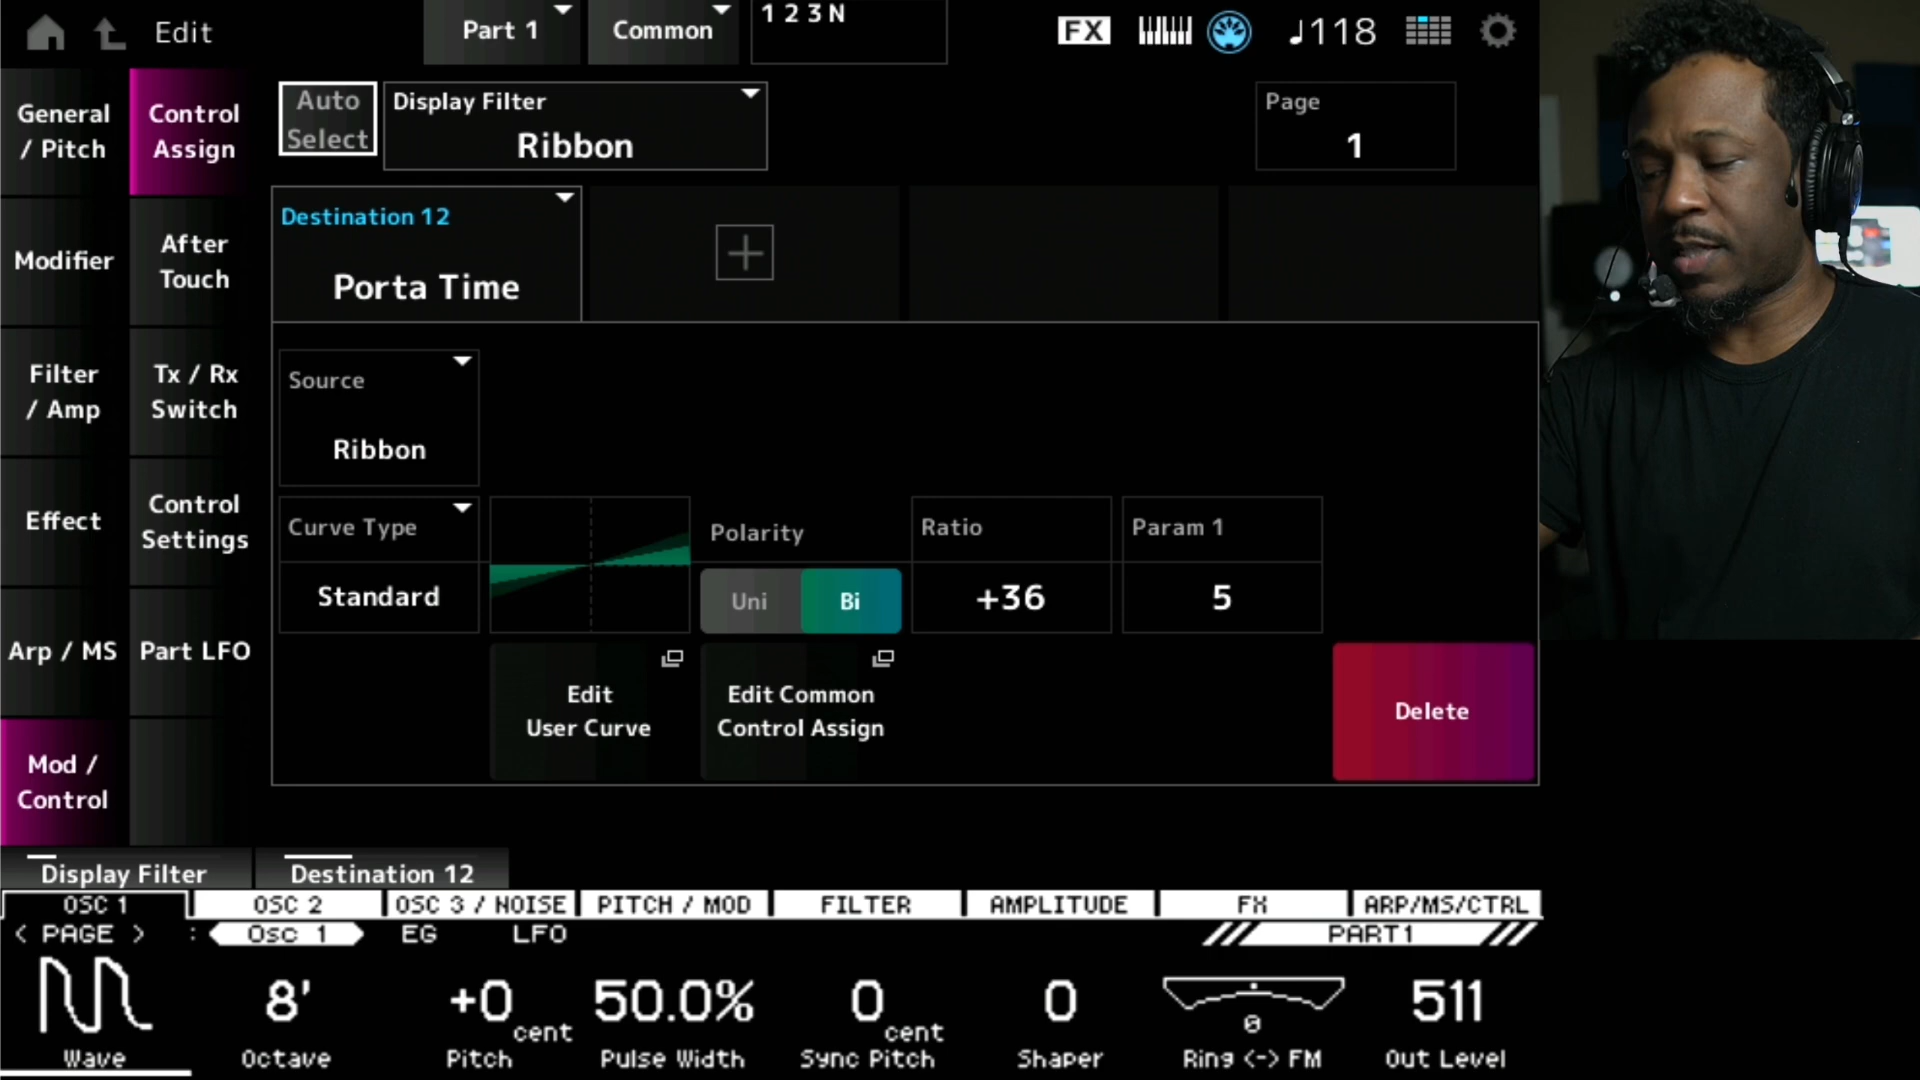 Edit
Part 1
Common
1 2 3 N
FX
♩118
General
/ Pitch
Control
Assign
Auto
Select
Display Filter
Ribbon
Page
1
Modifier
After
Touch
Destination 12
Porta Time
Filter
/ Amp
Tx / Rx
Switch
Source
Ribbon
Effect
Control
Settings
Curve Type
Standard
Polarity
Uni
Bi
Ratio
+36
Param 1
5
Arp / MS
Part LFO
Edit
User Curve
Edit Common
Control Assign
Delete
Mod /
Control
Display Filter
Destination 12
OSC 1
OSC 2
OSC 3 / NOISE
PITCH / MOD
FILTER
AMPLITUDE
FX
ARP/MS/CTRL
< PAGE > :
Osc 1
EG
LFO
PART1
8'
+0 cent
50.0%
0 cent
0
0
511
Wave
Octave
Pitch
Pulse Width
Sync Pitch
Shaper
Ring <-> FM
Out Level